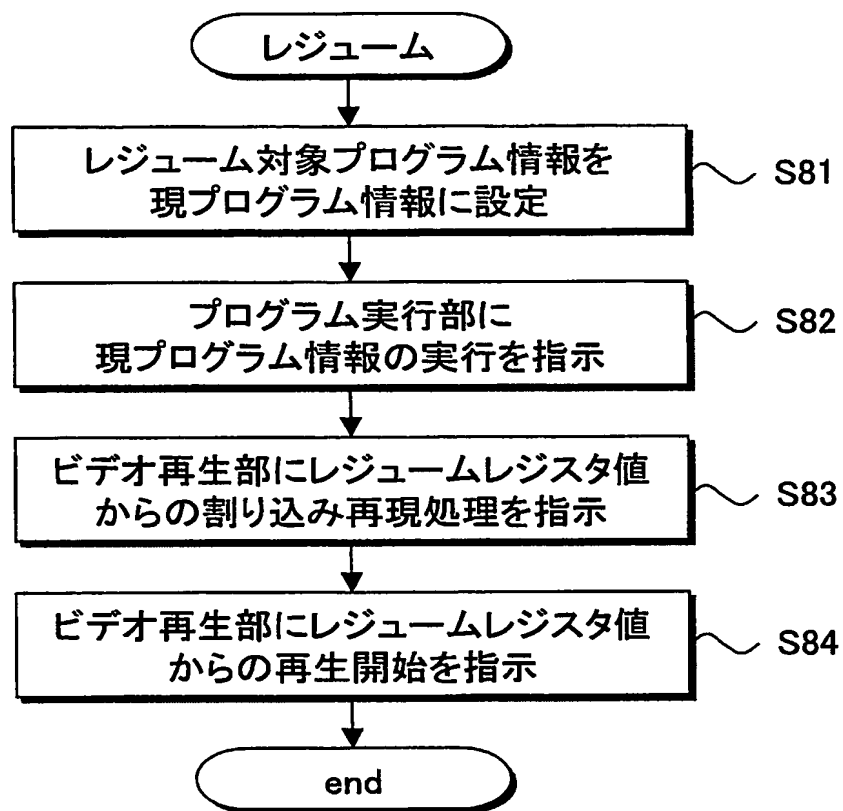 レジューム
レジューム対象プログラム情報を
現プログラム情報に設定
S81
プログラム実行部に
現プログラム情報の実行を指示
S82
ビデオ再生部にレジュームレジスタ値
からの割り込み再現処理を指示
S83
ビデオ再生部にレジュームレジスタ値
からの再生開始を指示
S84
end